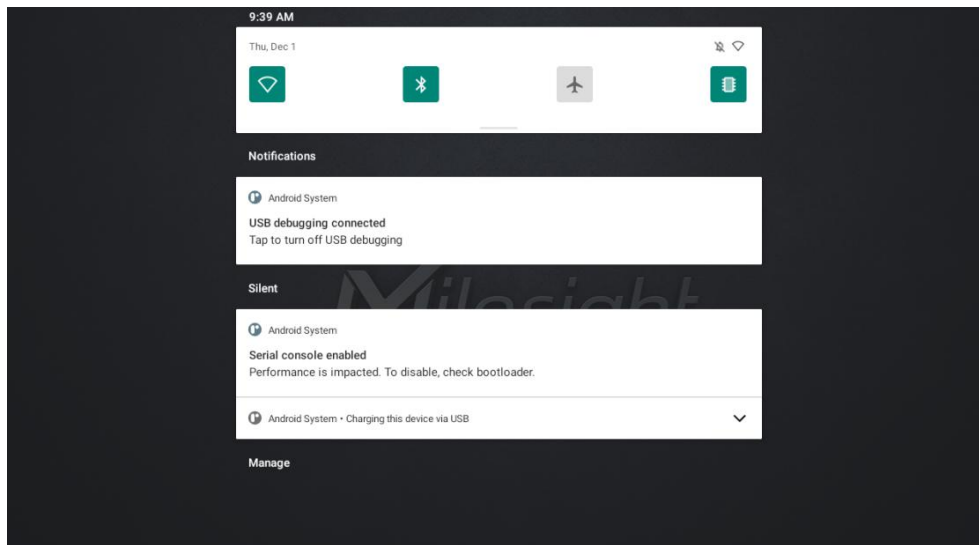 9:39 AM
Thu, Dec 1
Notifications
Android System
USB debugging connected
Tap to turn off USB debugging
Silent
Milesight
Android System
Serial console enabled
Performance is impacted. To disable, check bootloader.
Android System • Charging this device via USB
Manage